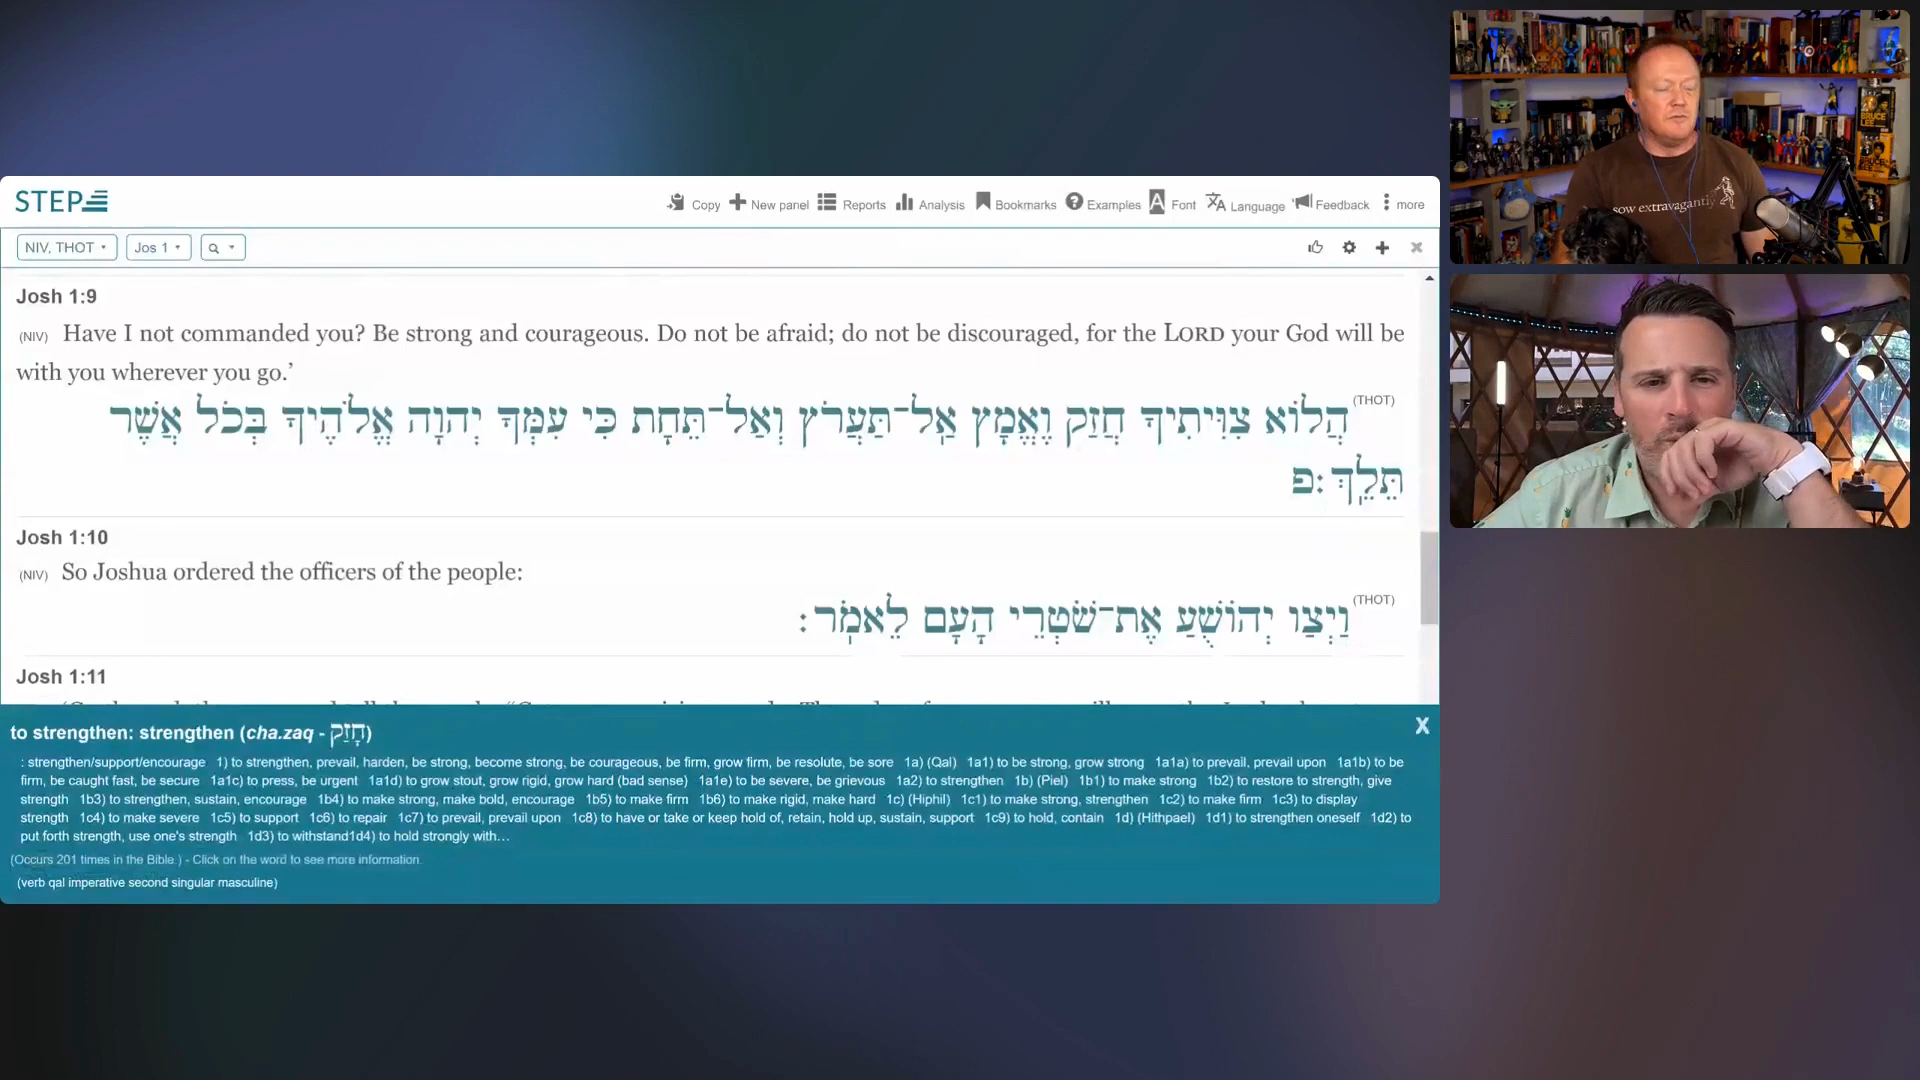 STEP
Copy New panel Reports Analysis Bookmarks Examples A Font Language Feedback more
NIV, THOT Jos 1
Josh 1:9
(NIV) Have I not commanded you? Be strong and courageous. Do not be afraid; do not be discouraged, for the LORD your God will be
with you wherever you go.’
(THOT) הֲלוֹא צִוִּיתִיךָ חֲזַק וֶאֱמָץ אַֽל־תַּעֲרֹץ וְאַל־תֵּחָת כִּי עִמְּךָ יְהוָה אֱלֹהֶיךָ בְּכֹל אֲשֶׁר
תֵּלֵֽךְ ׃פ
Josh 1:10
(NIV) So Joshua ordered the officers of the people:
(THOT) וַיְצַו יְהוֹשֻׁעַ אֶת־שֹׁטְרֵי הָעָם לֵאמֹֽר ׃
Josh 1:11
to strengthen: strengthen (cha.zaq - חָזַק)
: strengthen/support/encourage 1) to strengthen, prevail, harden, be strong, become strong, be courageous, be firm, grow firm, be resolute, be sore 1a) (Qal) 1a1) to be strong, grow strong 1a1a) to prevail, prevail upon 1a1b) to be
firm, be caught fast, be secure 1a1c) to press, be urgent 1a1d) to grow stout, grow rigid, grow hard (bad sense) 1a1e) to be severe, be grievous 1a2) to strengthen 1b) (Piel) 1b1) to make strong 1b2) to restore to strength, give
strength 1b3) to strengthen, sustain, encourage 1b4) to make strong, make bold, encourage 1b5) to make firm 1b6) to make rigid, make hard 1c) (Hiphil) 1c1) to make strong, strengthen 1c2) to make firm 1c3) to display
strength 1c4) to make severe 1c5) to support 1c6) to repair 1c7) to prevail, prevail upon 1c8) to have or take or keep hold of, retain, hold up, sustain, support 1c9) to hold, contain 1d) (Hithpael) 1d1) to strengthen oneself 1d2) to
put forth strength, use one's strength 1d3) to withstand1d4) to hold strongly with…
(Occurs 201 times in the Bible.) - Click on the word to see more information.
(verb qal imperative second singular masculine)
X
sow extravagantly
BRUCE
LEE